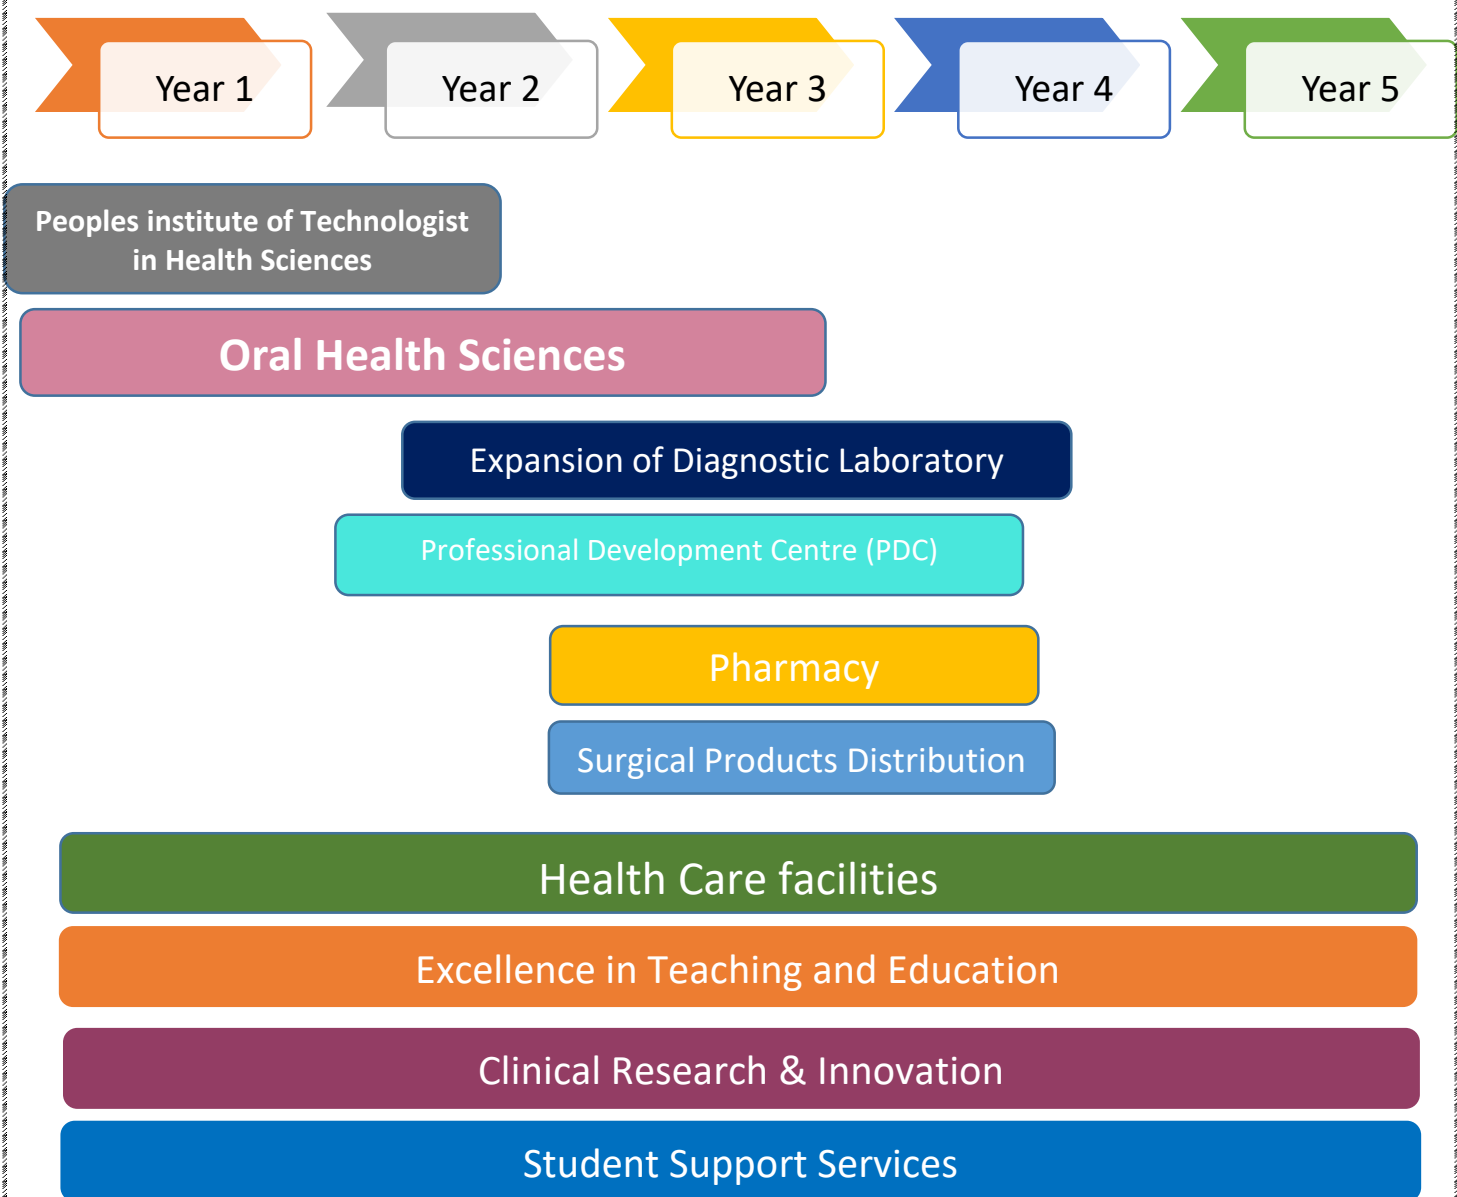 Year 1
Year 2
Year 3
Year 4
Year 5
Peoples institute of Technologist
in Health Sciences
Oral Health Sciences
Expansion of Diagnostic Laboratory
Professional Development Centre (PDC)
Pharmacy
Surgical Products Distribution
Health Care facilities
Excellence in Teaching and Education
Clinical Research & Innovation
Student Support Services